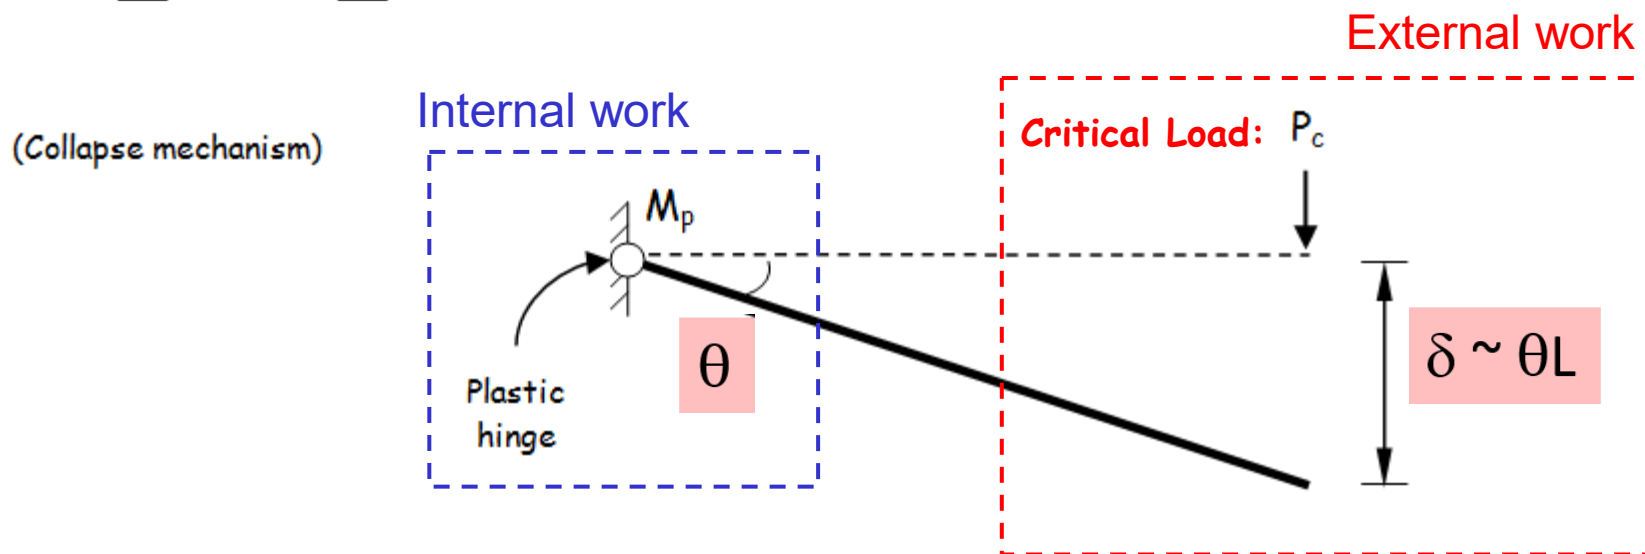 External work
Internal work
(Collapse mechanism)
Critical Load: Pc
Mp
θ
δ ~ θL
Plastic
hinge